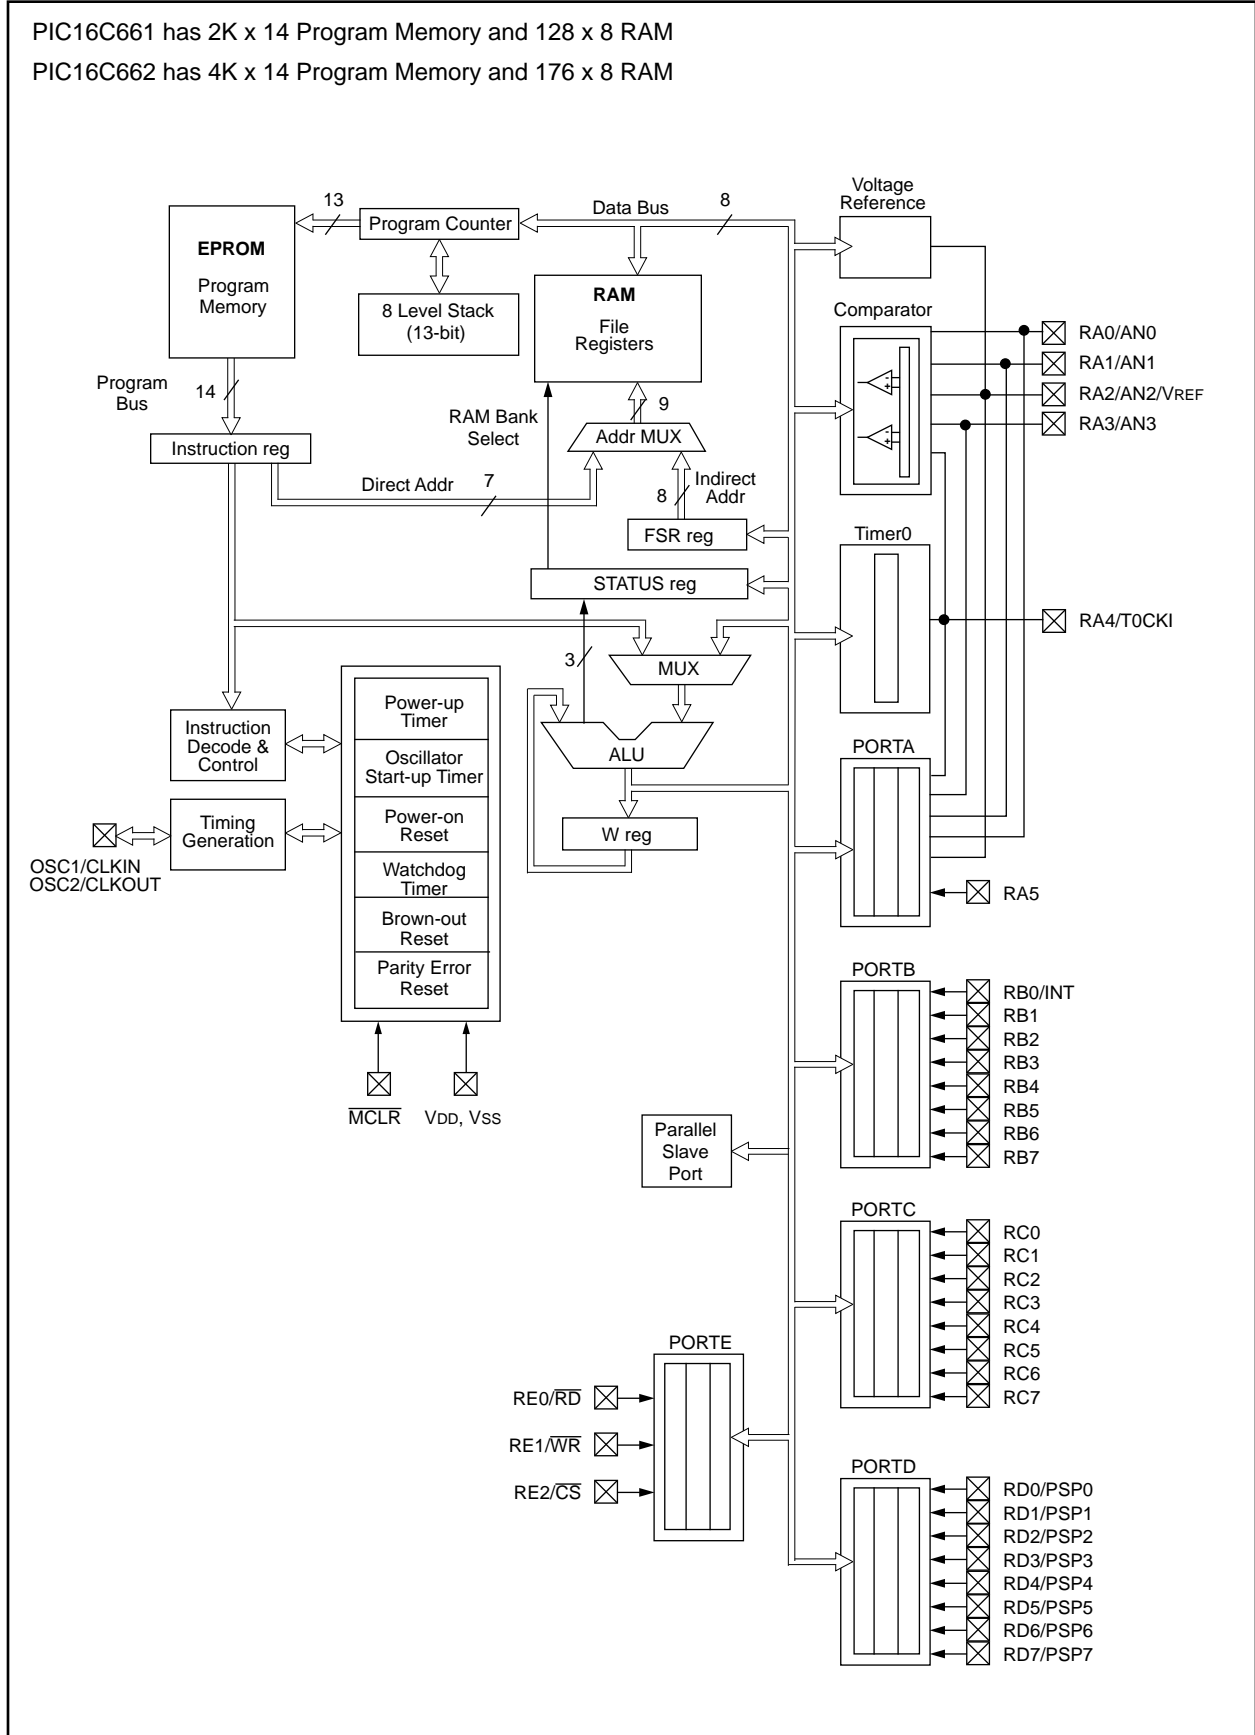 PIC16C661 has 2K x 14 Program Memory and 128 x 8 RAM
PIC16C662 has 4K x 14 Program Memory and 176 x 8 RAM
EPROM
Program
Memory
13
Program Counter
8 Level Stack
(13-bit)
Data Bus
8
RAM
File
Registers
Voltage
Reference
Comparator
-
+
-
+
RA0/AN0
RA1/AN1
RA2/AN2/VREF
RA3/AN3
Program
Bus
14
Instruction reg
RAM Bank
Select
9
Addr MUX
Direct Addr
7
8
Indirect
Addr
FSR reg
STATUS reg
Timer0
RA4/T0CKI
3
MUX
ALU
W reg
Instruction
Decode &
Control
Timing
Generation
OSC1/CLKIN
OSC2/CLKOUT
Power-up
Timer
Oscillator
Start-up Timer
Power-on
Reset
Watchdog
Timer
Brown-out
Reset
Parity Error
Reset
MCLR
VDD, VSS
PORTA
RA5
PORTB
RB0/INT
RB1
RB2
RB3
RB4
RB5
RB6
RB7
Parallel
Slave
Port
PORTC
RC0
RC1
RC2
RC3
RC4
RC5
RC6
RC7
PORTE
RE0/RD
RE1/WR
RE2/CS
PORTD
RD0/PSP0
RD1/PSP1
RD2/PSP2
RD3/PSP3
RD4/PSP4
RD5/PSP5
RD6/PSP6
RD7/PSP7